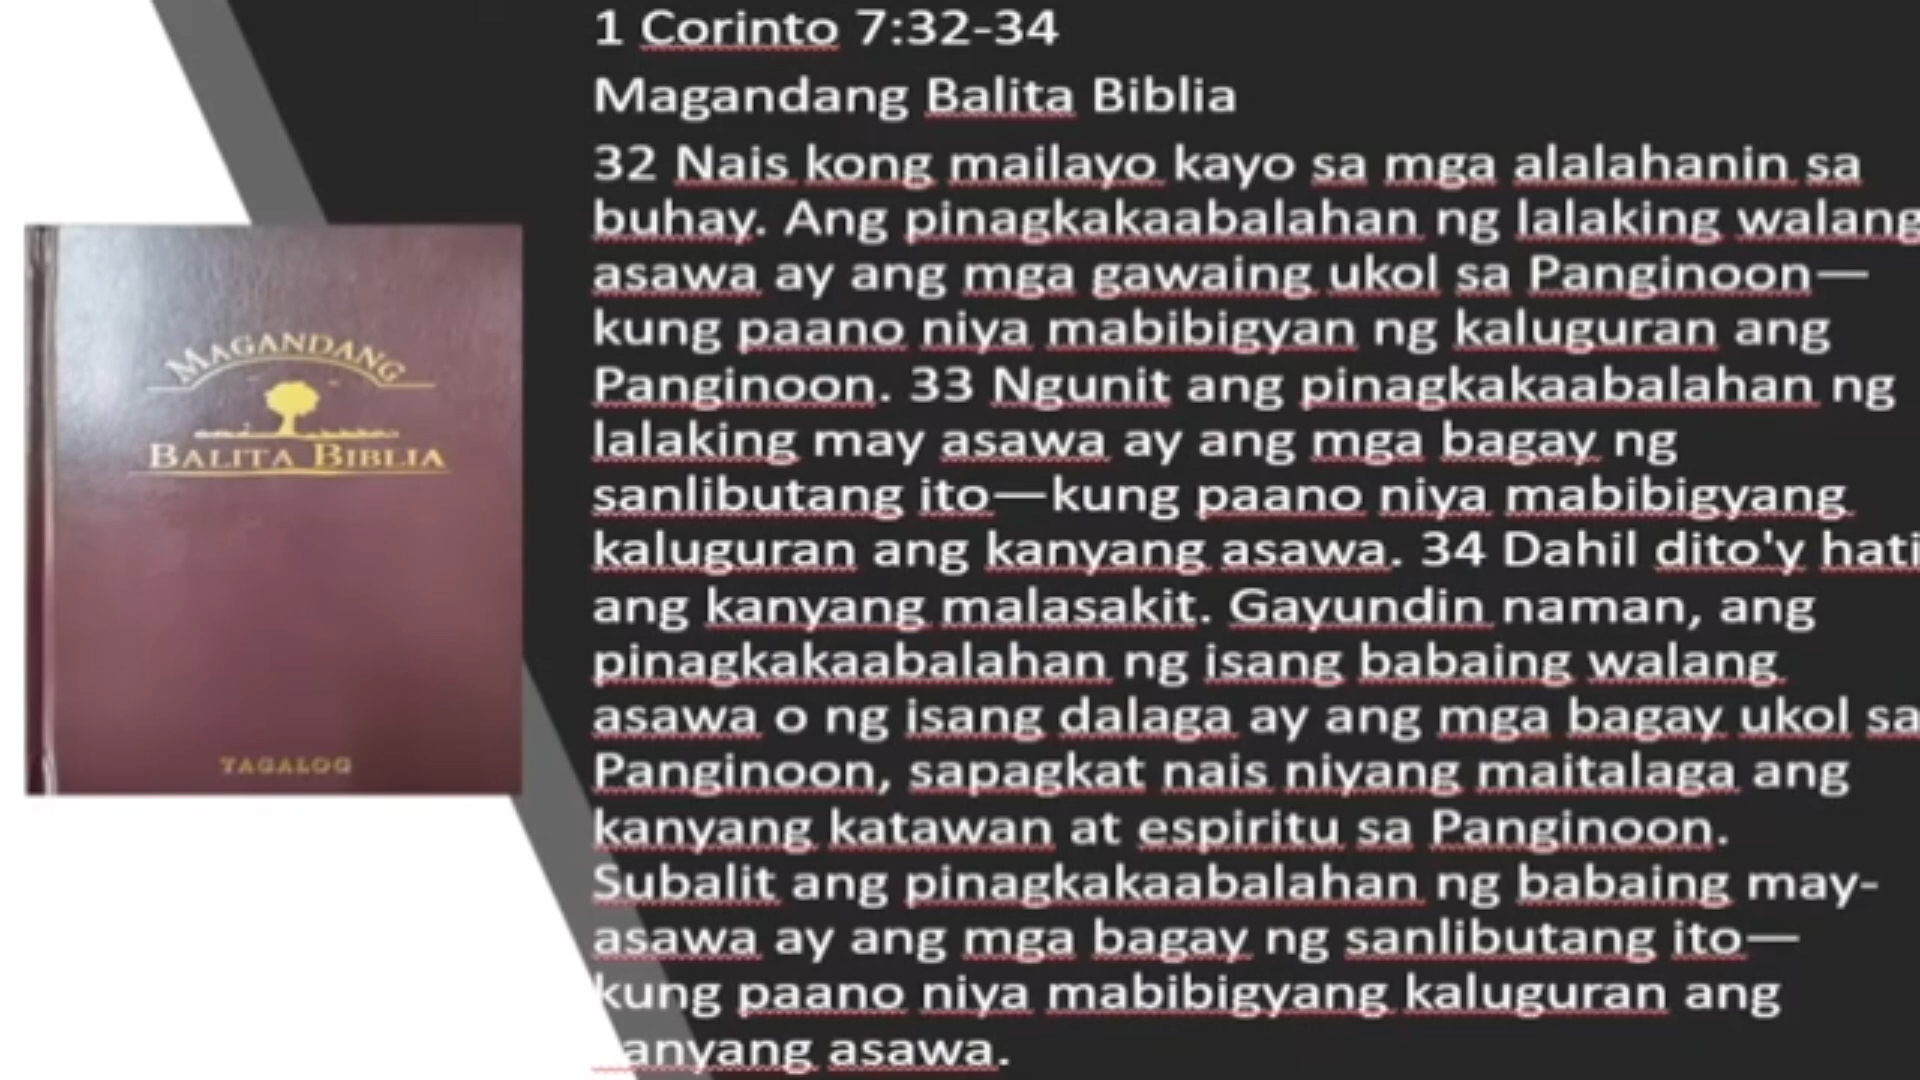 1 Corinto 7:32-34
Magandang Balita Biblia
32 Nais kong mailayo kayo sa mga alalahanin sa
buhay. Ang pinagkakaabalahan ng lalaking walang
asawa ay ang mga gawaing ukol sa Panginoon—
kung paano niya mabibigyan ng kaluguran ang
Panginoon. 33 Ngunit ang pinagkakaabalahan ng
lalaking may asawa ay ang mga bagay ng
sanlibutang ito—kung paano niya mabibigyang
kaluguran ang kanyang asawa. 34 Dahil dito'y hati
ang kanyang malasakit. Gayundin naman, ang
pinagkakaabalahan ng isang babaing walang
asawa o ng isang dalaga ay ang mga bagay ukol sa
Panginoon, sapagkat nais niyang maitalaga ang
kanyang katawan at espiritu sa Panginoon.
Subalit ang pinagkakaabalahan ng babaing may-
asawa ay ang mga bagay ng sanlibutang ito—
kung paano niya mabibigyang kaluguran ang
anyang asawa.
MAGANDANG
BALITA BIBLIA
TAGALOG